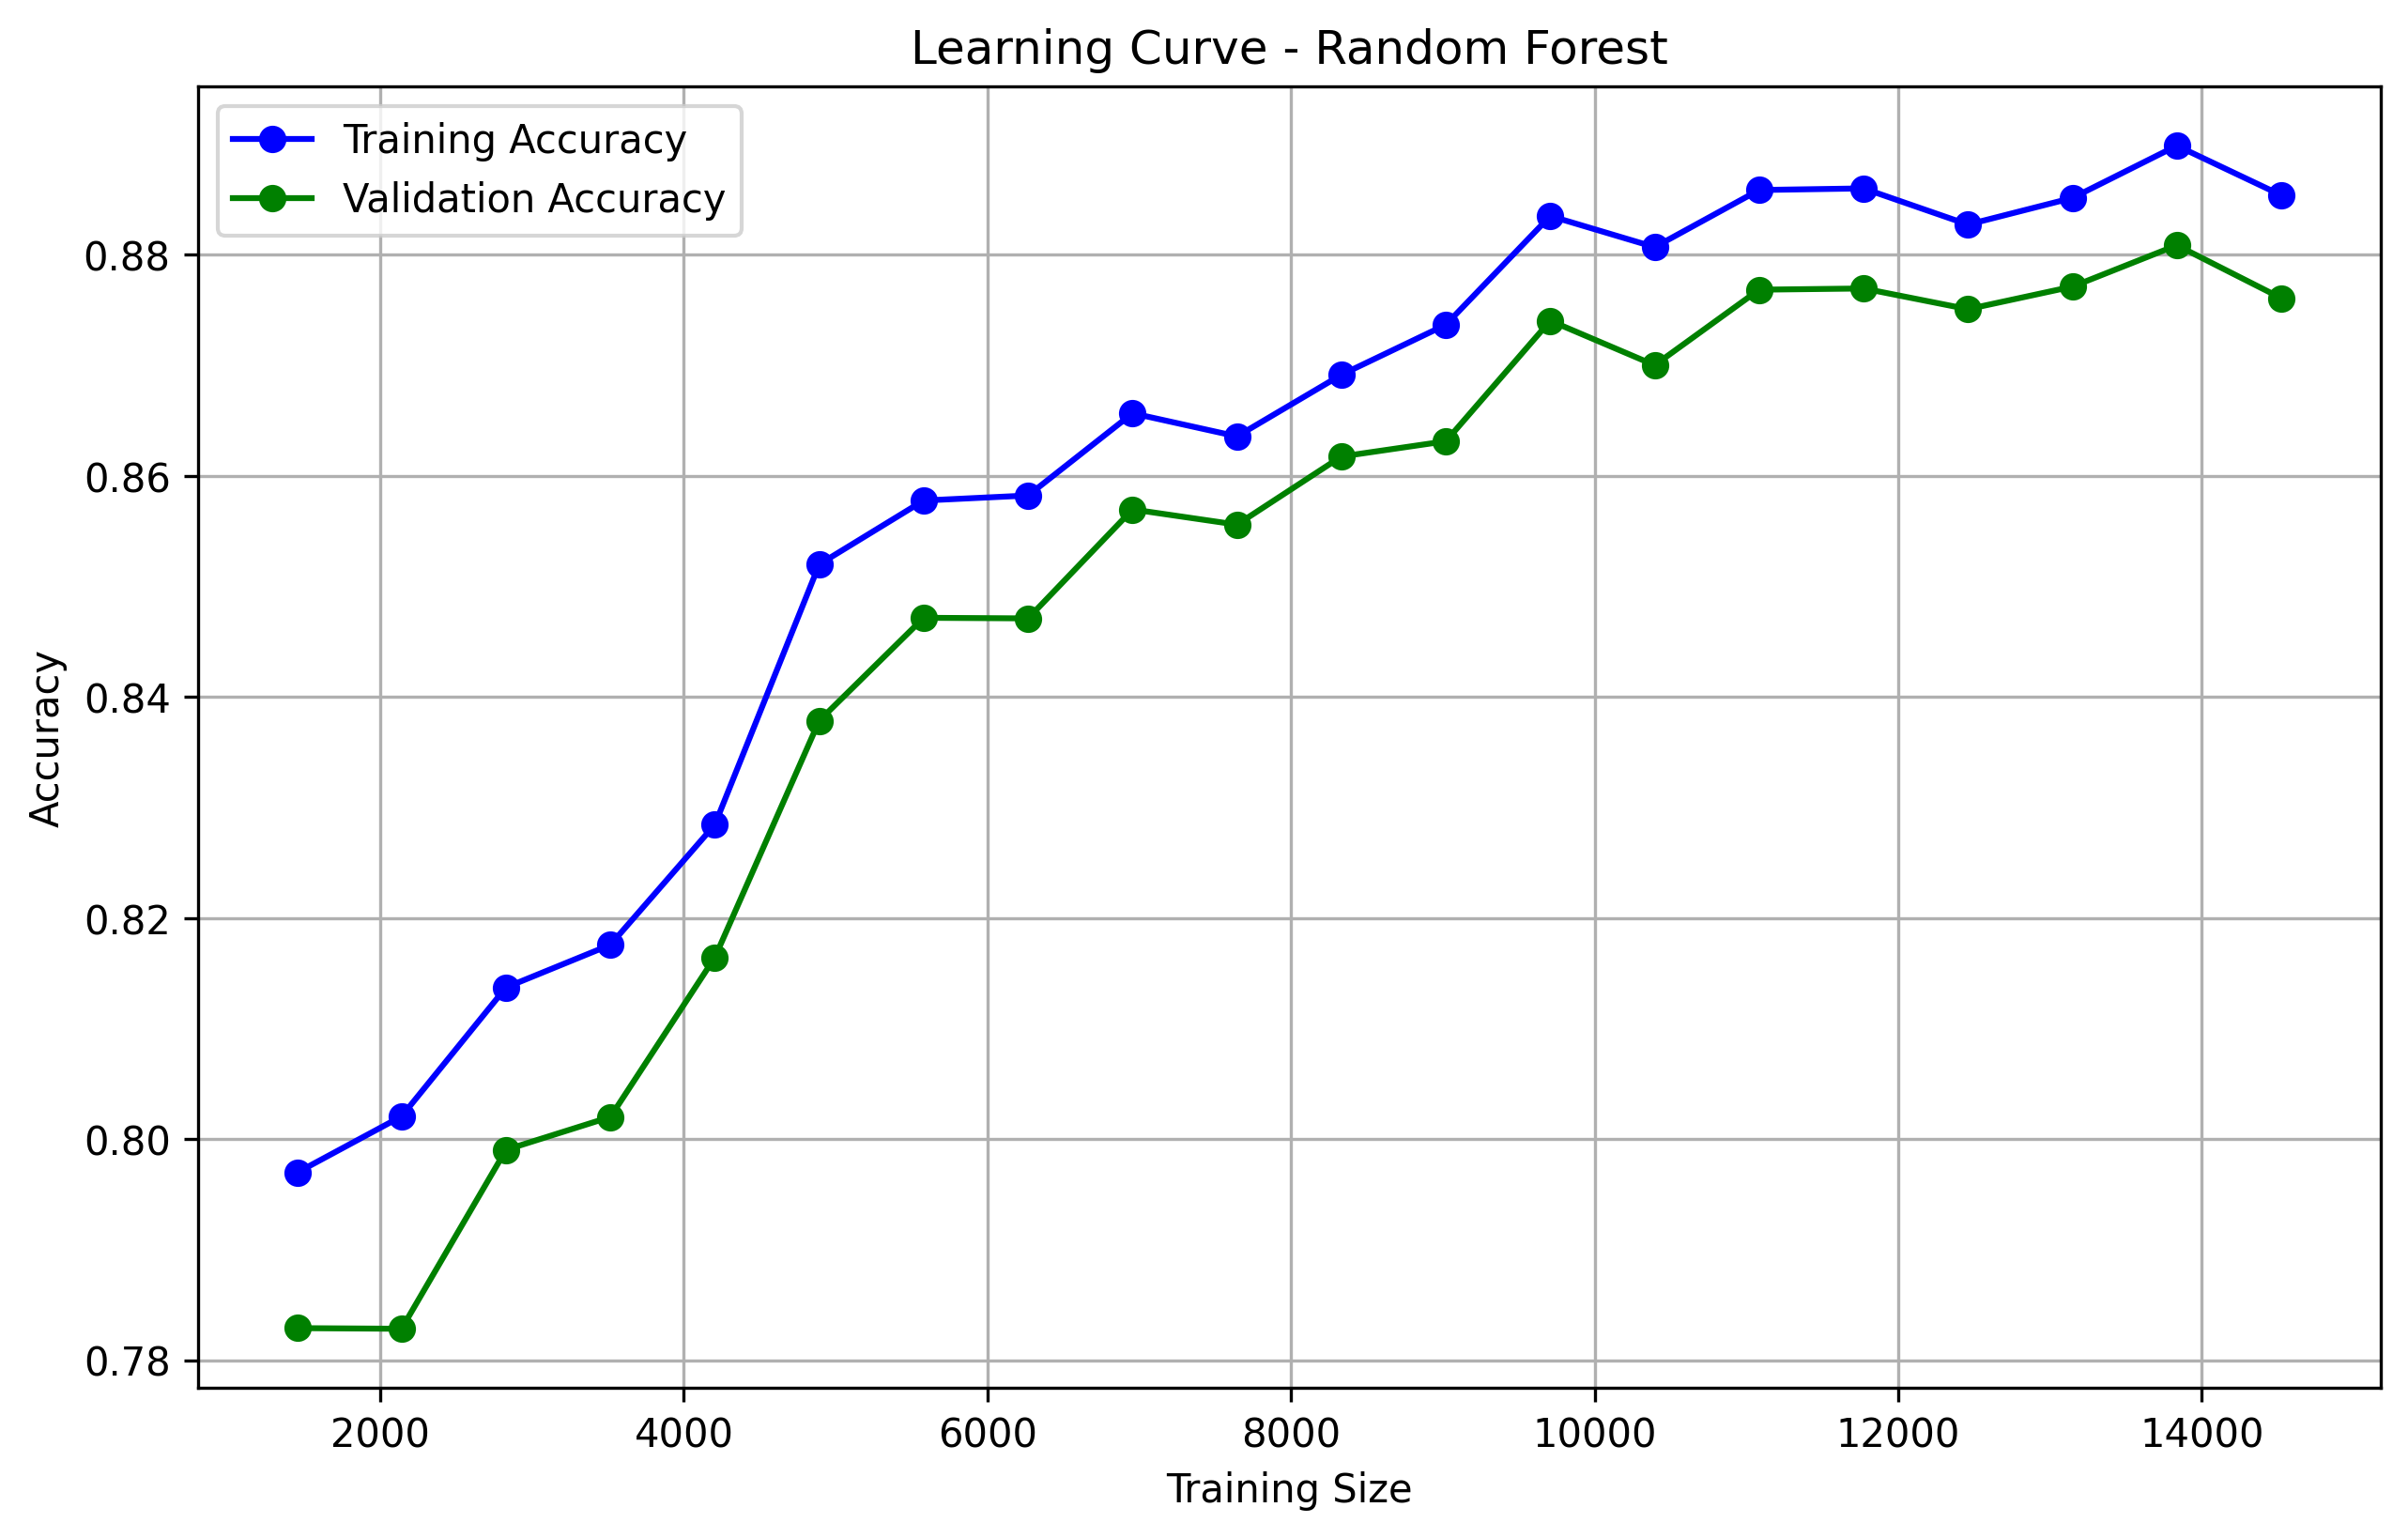 Learning Curve - Random Forest
Training Accuracy
Validation Accuracy
0.88
0.86
0.84
0.82
0.80
0.78
Accuracy
2000 4000 6000 8000 10000 12000 14000
Training Size